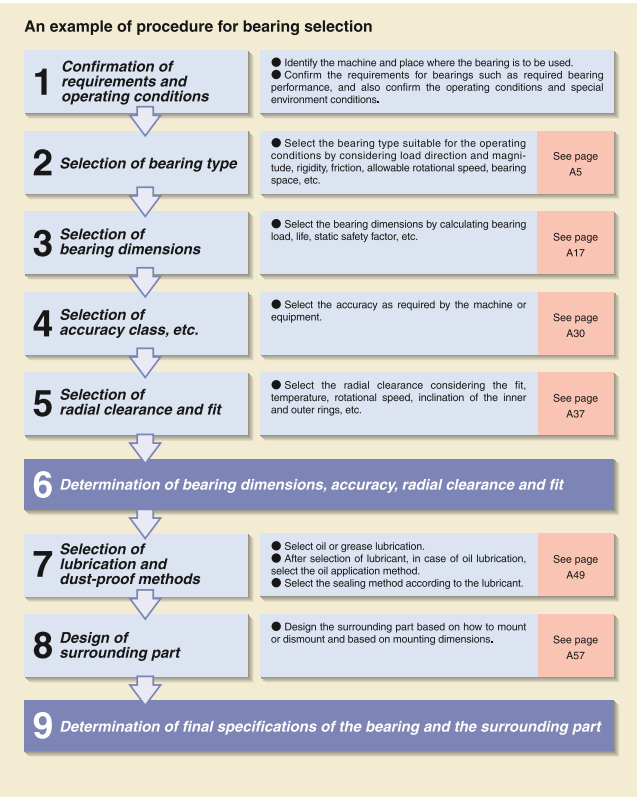 An example of procedure for bearing selection
1 Confirmation of
requirements and
operating conditions
● Identify the machine and place where the bearing is to be used.
● Confirm the requirements for bearings such as required bearing
performance, and also confirm the operating conditions and special
environment conditions.
2 Selection of bearing type
● Select the bearing type suitable for the operating
conditions by considering load direction and magni-
tude, rigidity, friction, allowable rotational speed, bearing
space, etc.
See page
A5
3 Selection of
bearing dimensions
● Select the bearing dimensions by calculating bearing
load, life, static safety factor, etc.
See page
A17
4 Selection of
accuracy class, etc.
● Select the accuracy as required by the machine or
equipment.
See page
A30
5 Selection of
radial clearance and fit
● Select the radial clearance considering the fit,
temperature, rotational speed, inclination of the inner
and outer rings, etc.
See page
A37
6 Determination of bearing dimensions, accuracy, radial clearance and fit
7 Selection of
lubrication and
dust-proof methods
● Select oil or grease lubrication.
● After selection of lubricant, in case of oil lubrication,
select the oil application method.
● Select the sealing method according to the lubricant.
See page
A49
8 Design of
surrounding part
● Design the surrounding part based on how to mount
or dismount and based on mounting dimensions.
See page
A57
9 Determination of final specifications of the bearing and the surrounding part